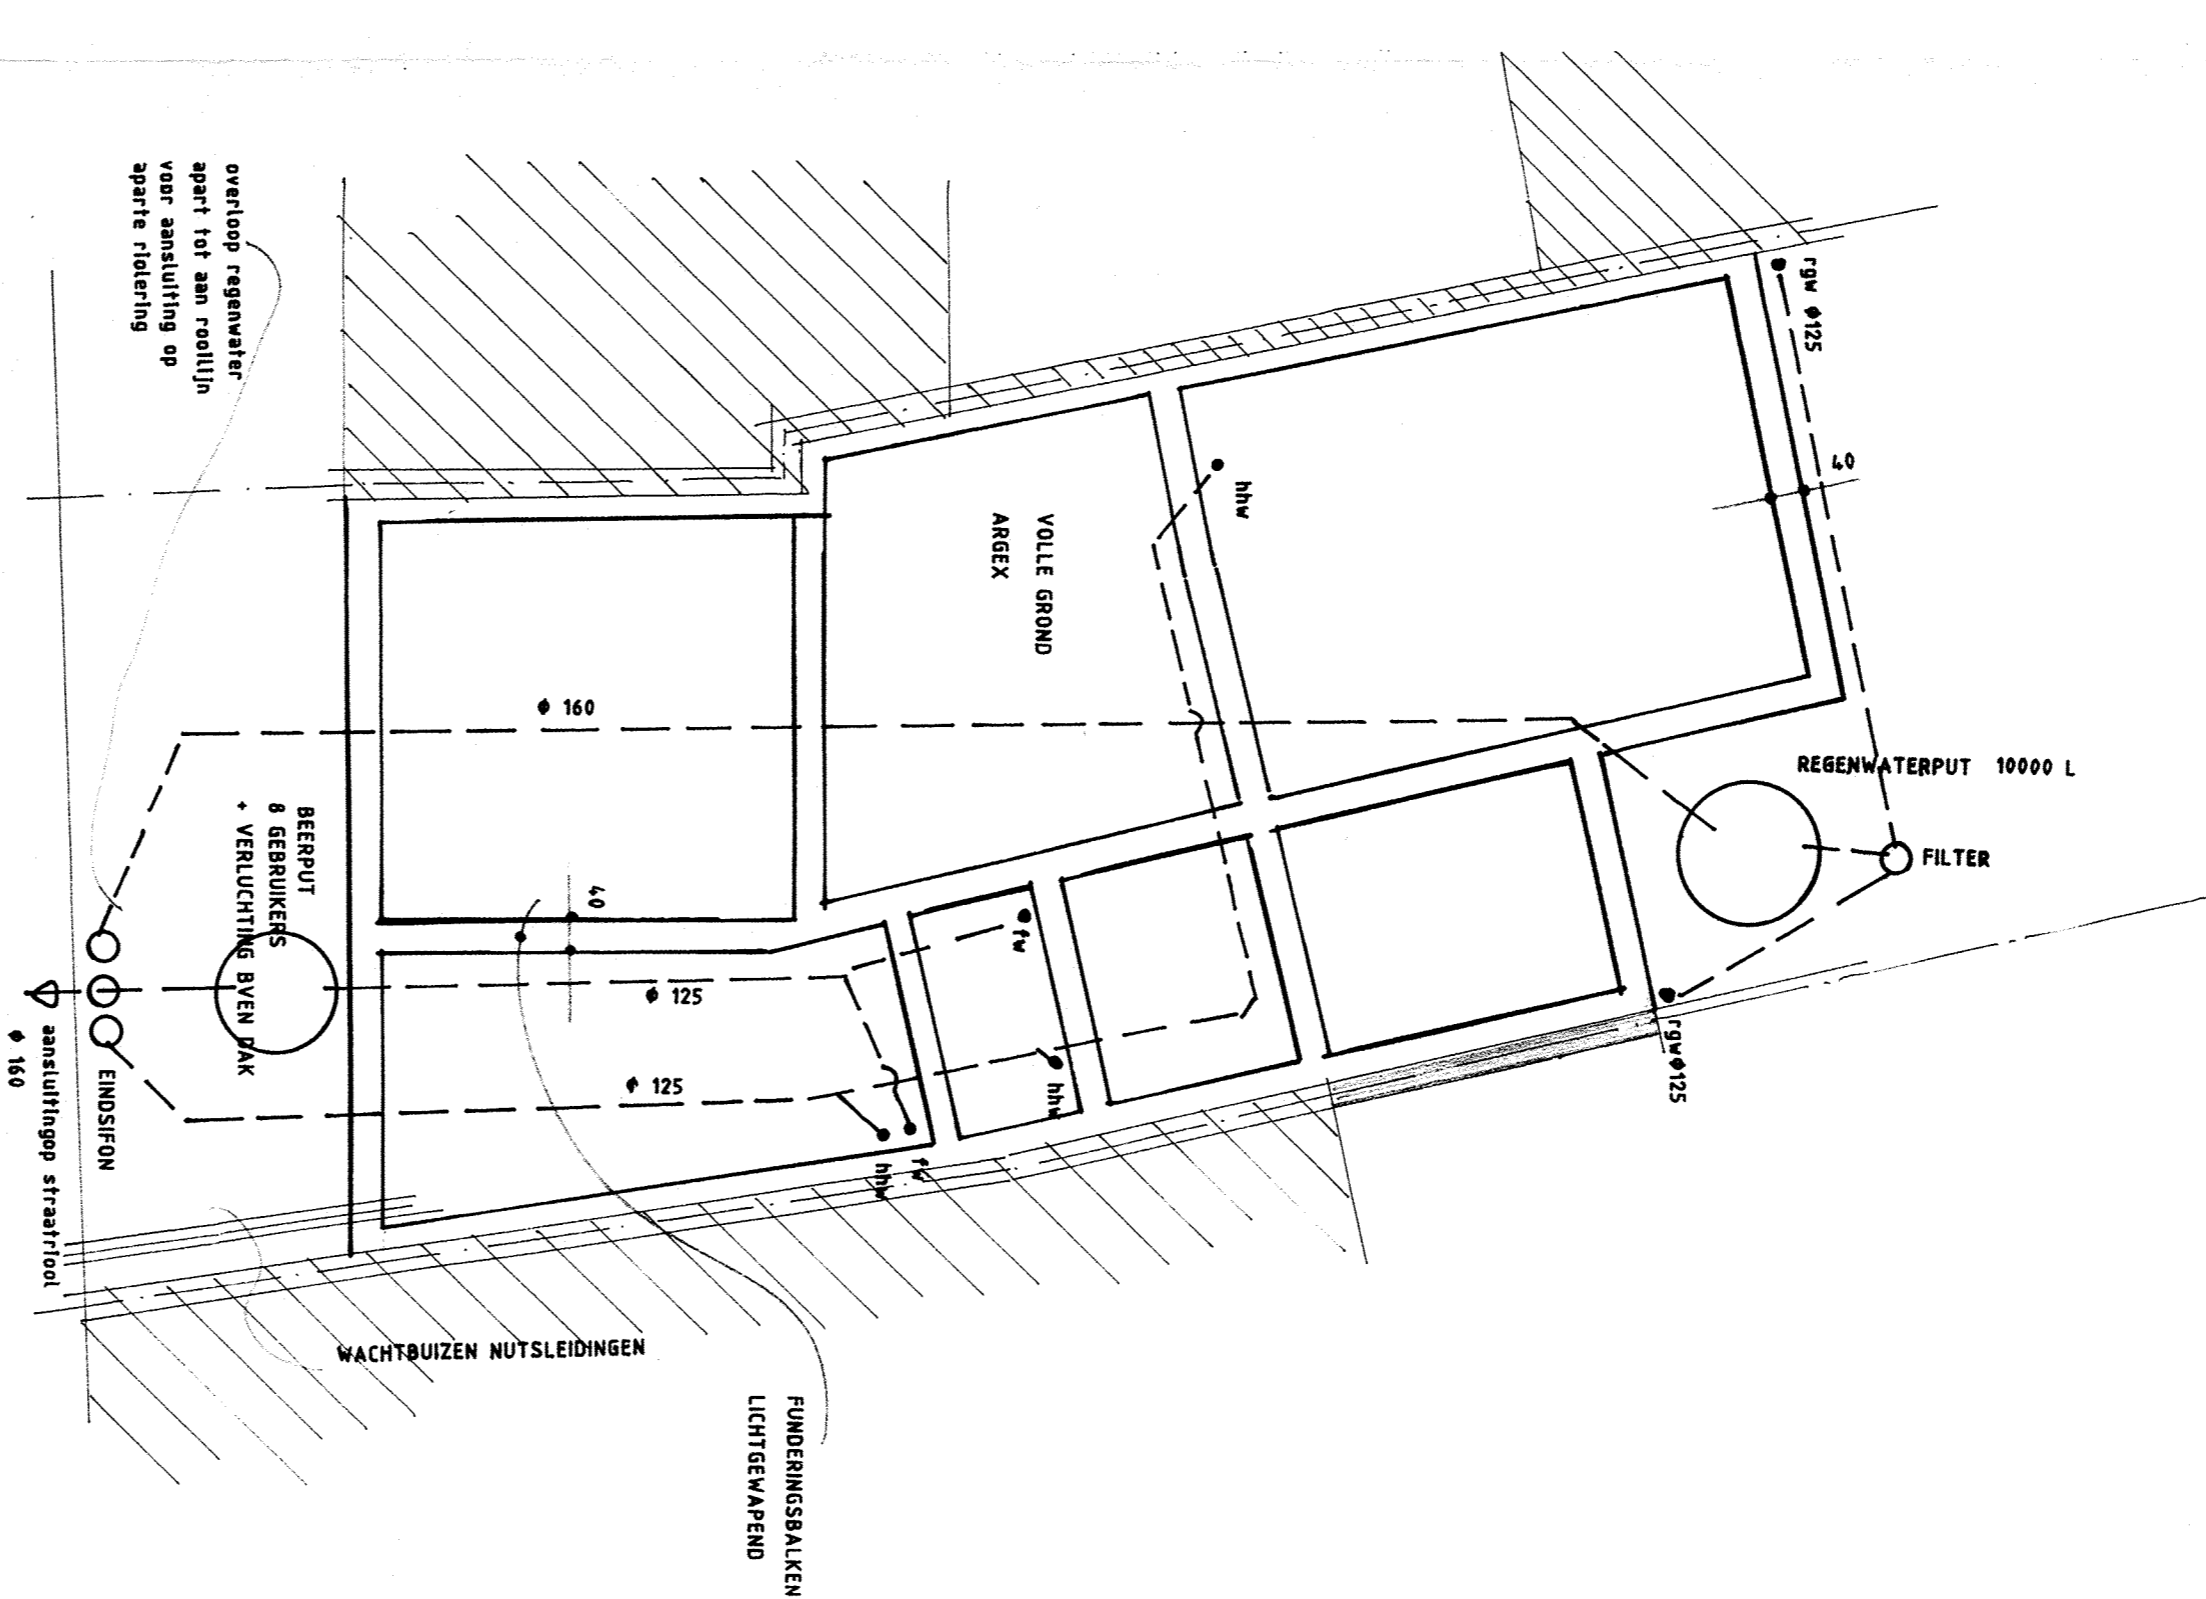 overloop regenwater
apart tot aan rooilijn
voor aansluiting op
aparte riolering
rgw ϕ125
40
hhw
VOLLE GROND
ARGEX
ϕ 160
REGENWATERPUT 10000 L
FILTER
BEERPUT
8 GEBRUIKERS
+ VERLUCHTING BVEN DAK
40
fw
ϕ 125
rgwϕ125
ϕ 125
hhw
fw
hhw
EINDSIFON
aansluitingop straatriool
ϕ 160
WACHTBUIZEN NUTSLEIDINGEN
FUNDERINGSBALKEN
LICHTGEWAPEND